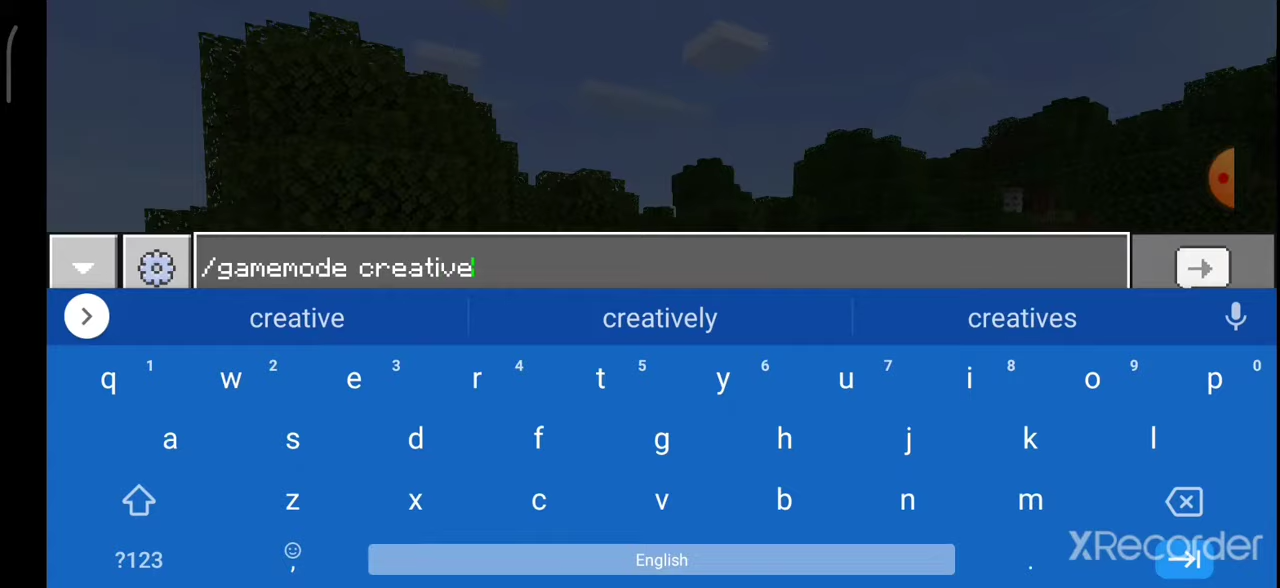 /gamemode creative
creative creatively creatives
q 1 w 2 e 3 r 4 t 5 y 6 u 7 i 8 o 9 p 0
a s d f g h j k l
z x c v b n m
?123 , English .
XRecorder